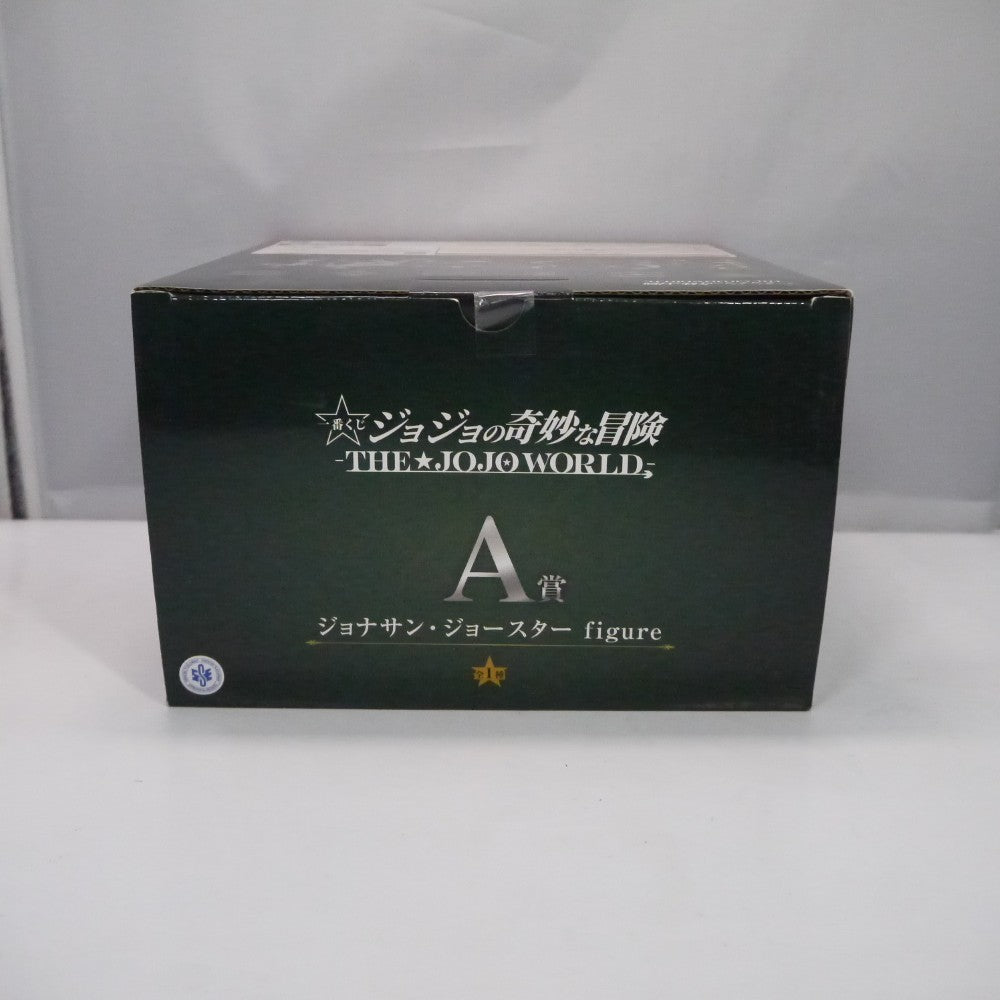 一番くじ
ジョジョの奇妙な冒険
-THE★JOJO WORLD-
A賞
ジョナサン・ジョースター figure
全1種